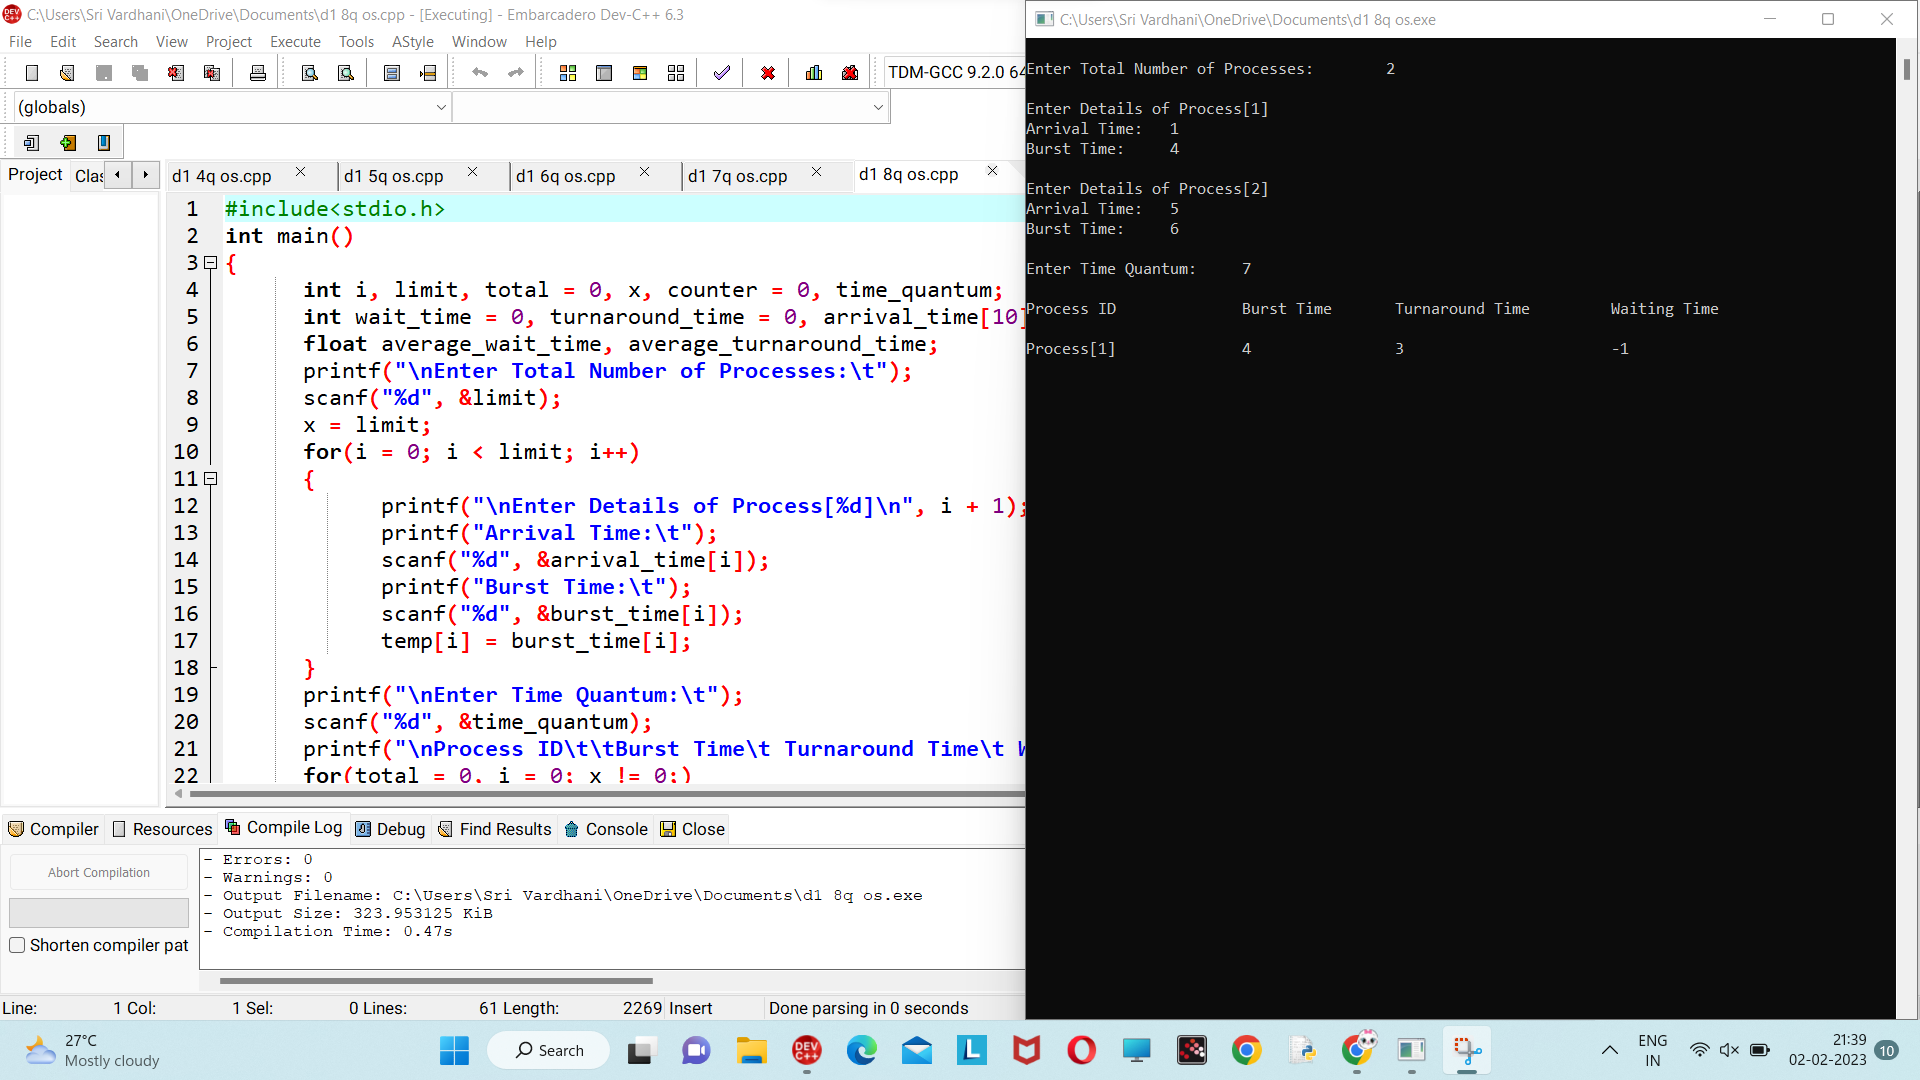 C:\Users\Sri Vardhani\OneDrive\Documents\d1 8q os.cpp - [Executing] - Embarcadero Dev-C++ 6.3
File Edit Search View Project Execute Tools AStyle Window Help
TDM-GCC 9.2.0 64
(globals)
Project Clas
d1 4q os.cpp d1 5q os.cpp d1 6q os.cpp d1 7q os.cpp d1 8q os.cpp
1 #include<stdio.h>
2 int main()
3 {
4 int i, limit, total = 0, x, counter = 0, time_quantum;
5 int wait_time = 0, turnaround_time = 0, arrival_time[10]
6 float average_wait_time, average_turnaround_time;
7 printf("\nEnter Total Number of Processes:\t");
8 scanf("%d", &limit);
9 x = limit;
10 for(i = 0; i < limit; i++)
11 {
12 printf("\nEnter Details of Process[%d]\n", i + 1);
13 printf("Arrival Time:\t");
14 scanf("%d", &arrival_time[i]);
15 printf("Burst Time:\t");
16 scanf("%d", &burst_time[i]);
17 temp[i] = burst_time[i];
18 }
19 printf("\nEnter Time Quantum:\t");
20 scanf("%d", &time_quantum);
21 printf("\nProcess ID\t\tBurst Time\t Turnaround Time\t W
22 for(total = 0, i = 0; x != 0;)
Compiler Resources Compile Log Debug Find Results Console Close
Abort Compilation
Shorten compiler pat
- Errors: 0
- Warnings: 0
- Output Filename: C:\Users\Sri Vardhani\OneDrive\Documents\d1 8q os.exe
- Output Size: 323.953125 KiB
- Compilation Time: 0.47s
Line: 1 Col: 1 Sel: 0 Lines: 61 Length: 2269 Insert Done parsing in 0 seconds
C:\Users\Sri Vardhani\OneDrive\Documents\d1 8q os.exe
Enter Total Number of Processes: 2
Enter Details of Process[1]
Arrival Time: 1
Burst Time: 4
Enter Details of Process[2]
Arrival Time: 5
Burst Time: 6
Enter Time Quantum: 7
Process ID Burst Time Turnaround Time Waiting Time
Process[1] 4 3 -1
27°C
Mostly cloudy
Search
DEV C++
L
ENG
IN
21:39
02-02-2023
10